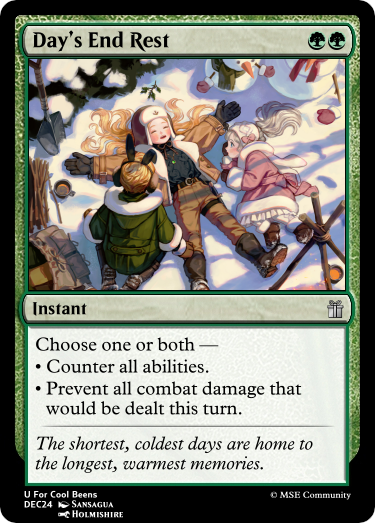 Day's End Rest
Instant
Choose one or both —
• Counter all abilities.
• Prevent all combat damage that
would be dealt this turn.
The shortest, coldest days are home to
the longest, warmest memories.
U For Cool Beens
© MSE Community
DEC24 Sansagua
Holmishire